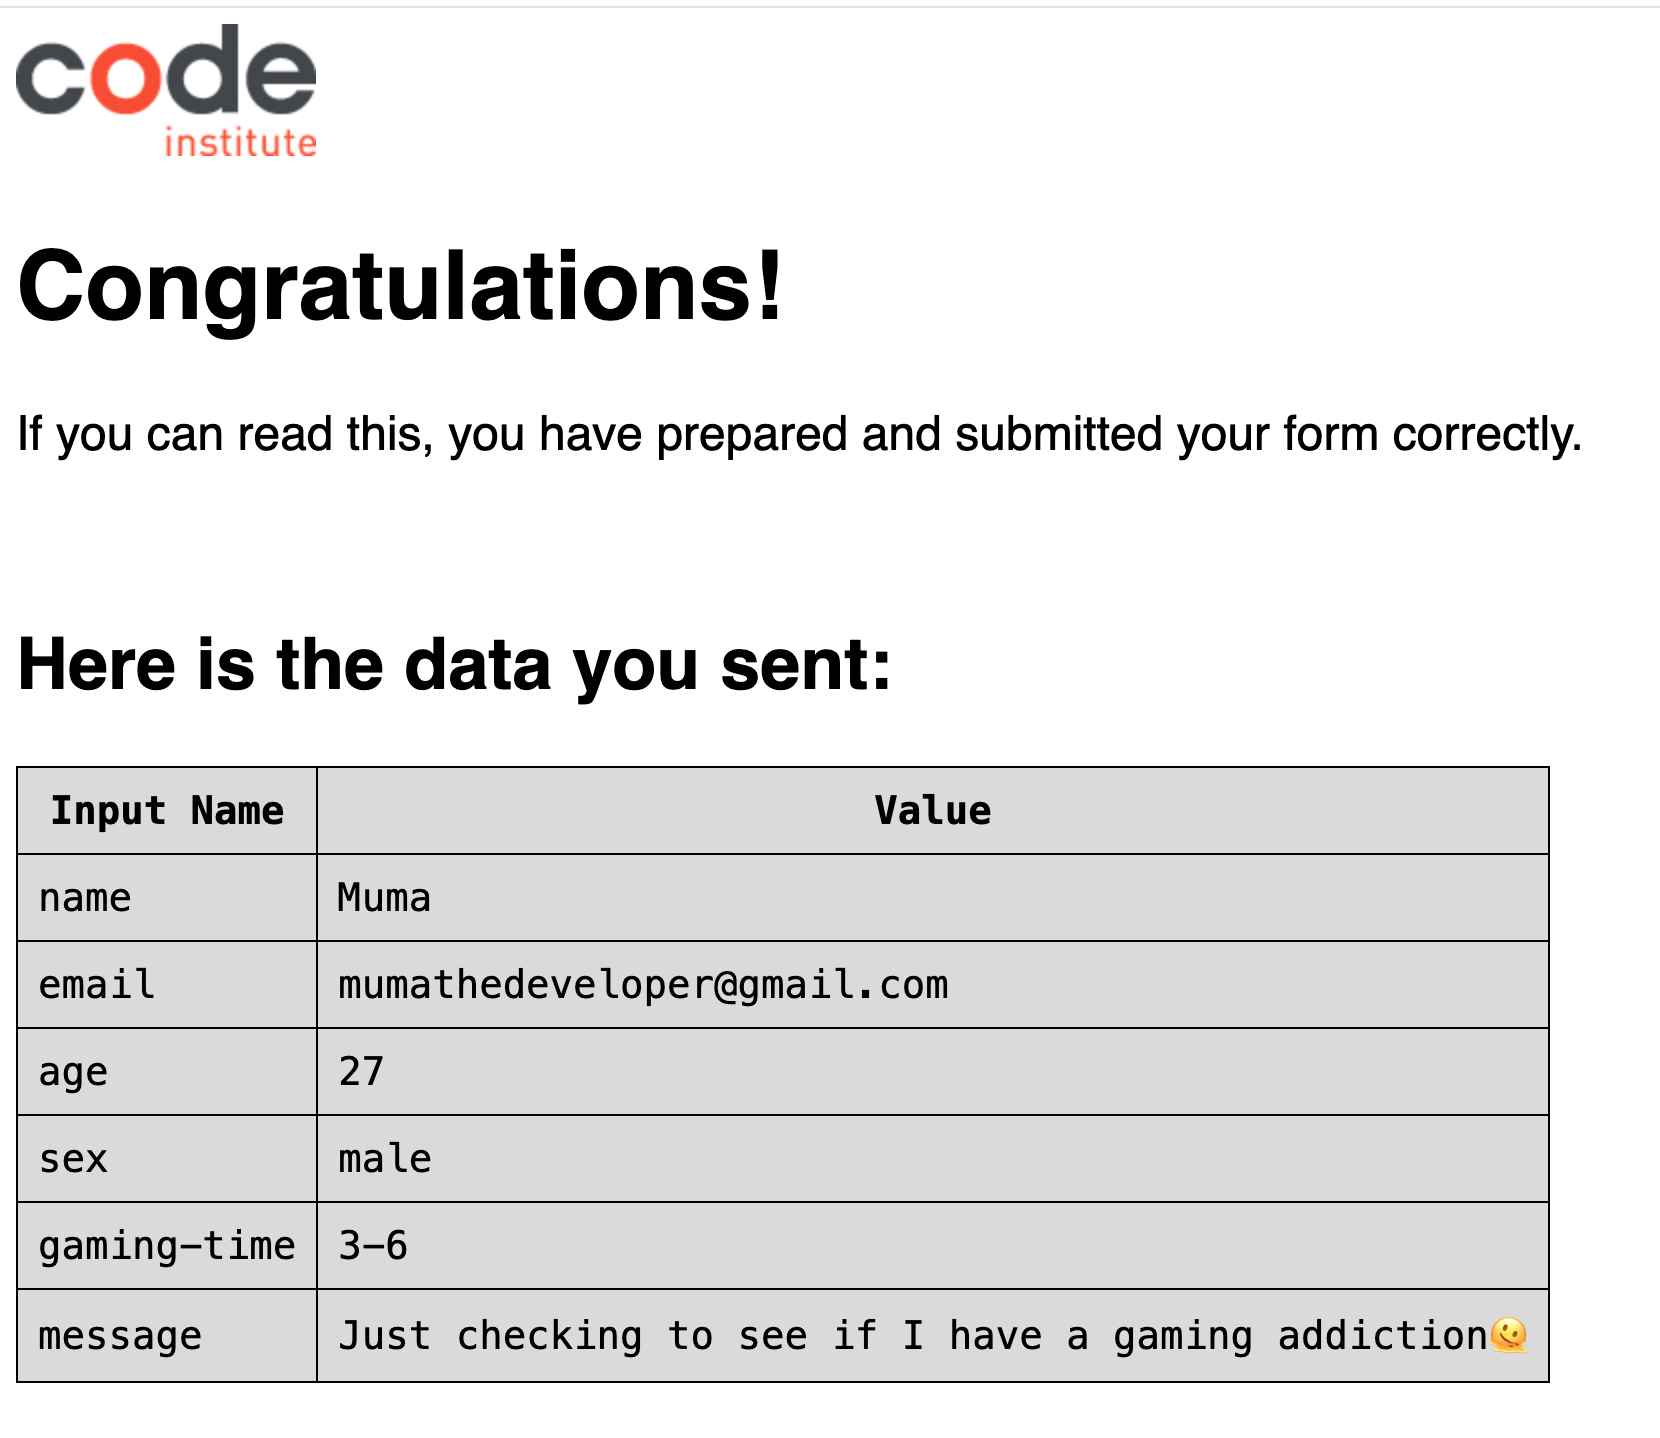 code
institute
Congratulations!
If you can read this, you have prepared and submitted your form correctly.
Here is the data you sent:
Input Name Value
name Muma
email mumathedeveloper@gmail.com
age 27
sex male
gaming-time 3-6
message Just checking to see if I have a gaming addiction🫠